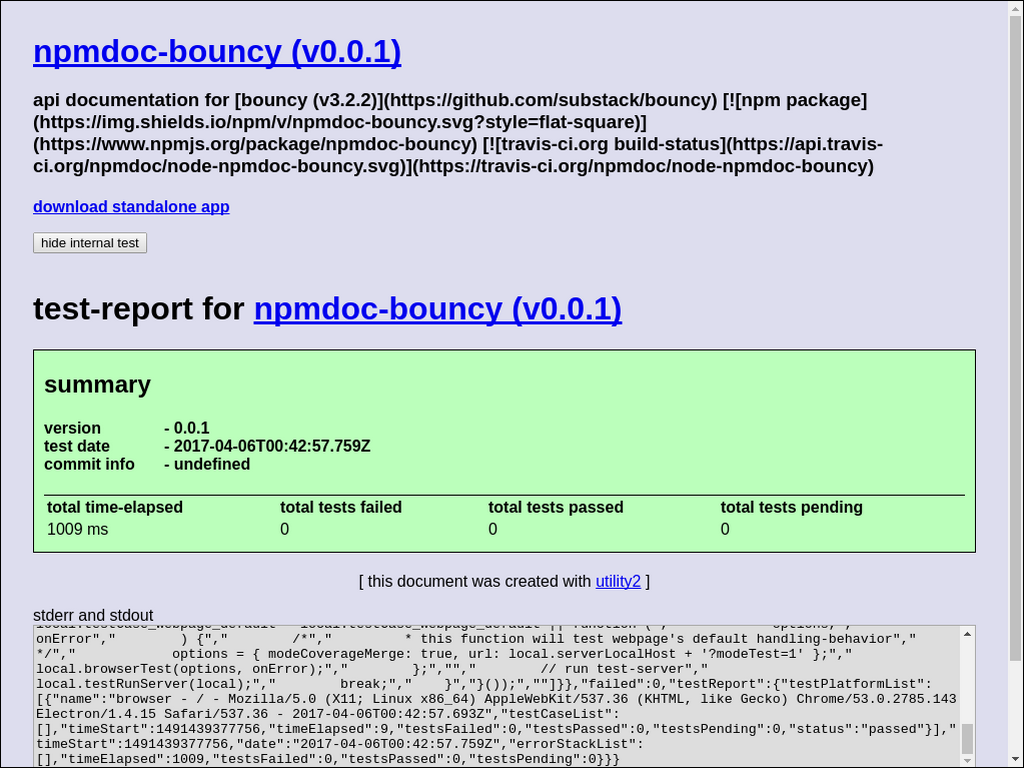 npmdoc-bouncy (v0.0.1)
api documentation for [bouncy (v3.2.2)](https://github.com/substack/bouncy) [![npm package]
(https://img.shields.io/npm/v/npmdoc-bouncy.svg?style=flat-square)]
(https://www.npmjs.org/package/npmdoc-bouncy) [![travis-ci.org build-status](https://api.travis-
ci.org/npmdoc/node-npmdoc-bouncy.svg)](https://travis-ci.org/npmdoc/node-npmdoc-bouncy)
download standalone app
hide internal test
test-report for npmdoc-bouncy (v0.0.1)
summary
version - 0.0.1
test date - 2017-04-06T00:42:57.759Z
commit info - undefined
total time-elapsed total tests failed total tests passed total tests pending
1009 ms 0 0 0
[ this document was created with utility2 ]
stderr and stdout
local.testCase_webpage_default = local.testCase_webpage_default || function (","            options,","
onError","        ) {","        /*","         * this function will test webpage's default handling-behavior","
*/","            options = { modeCoverageMerge: true, url: local.serverLocalHost + '?modeTest=1' };","
local.browserTest(options, onError);","        };","","        // run test-server","
local.testRunServer(local);","        break;","    }","}());",""]}},"failed":0,"testReport":{"testPlatformList":
[{"name":"browser - / - Mozilla/5.0 (X11; Linux x86_64) AppleWebKit/537.36 (KHTML, like Gecko) Chrome/53.0.2785.143
Electron/1.4.15 Safari/537.36 - 2017-04-06T00:42:57.693Z","testCaseList":
[],"timeStart":1491439377756,"timeElapsed":9,"testsFailed":0,"testsPassed":0,"testsPending":0,"status":"passed"}],"
timeStart":1491439377756,"date":"2017-04-06T00:42:57.759Z","errorStackList":
[],"timeElapsed":1009,"testsFailed":0,"testsPassed":0,"testsPending":0}}}